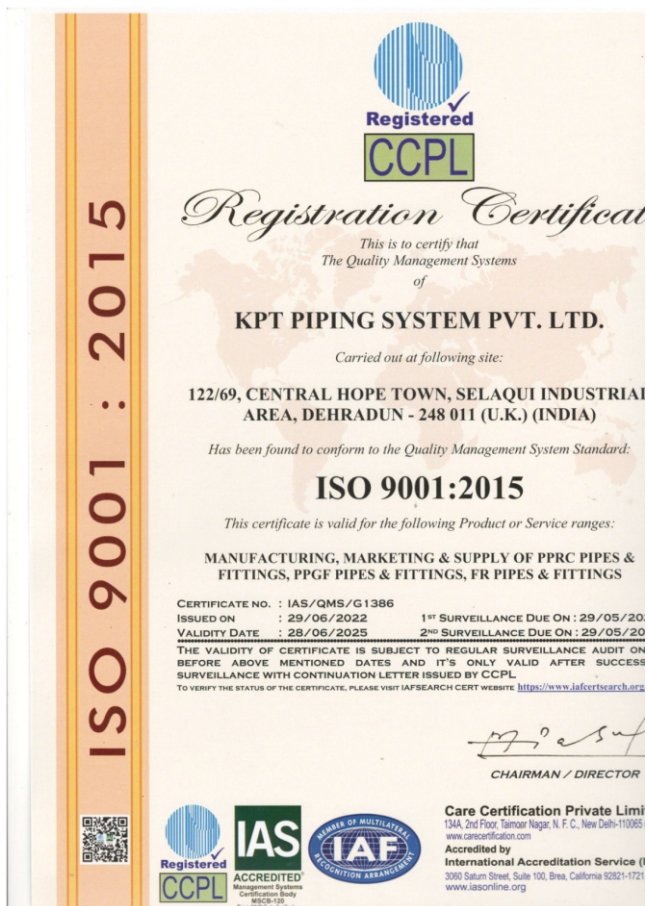 Registered
CCPL
Registration Certificat
This is to certify that
The Quality Management Systems
of
KPT PIPING SYSTEM PVT. LTD.
Carried out at following site:
122/69, CENTRAL HOPE TOWN, SELAQUI INDUSTRIAL
AREA, DEHRADUN - 248 011 (U.K.) (INDIA)
Has been found to conform to the Quality Management System Standard:
ISO 9001:2015
This certificate is valid for the following Product or Service ranges:
MANUFACTURING, MARKETING & SUPPLY OF PPRC PIPES &
FITTINGS, PPGF PIPES & FITTINGS, FR PIPES & FITTINGS
CERTIFICATE NO. : IAS/QMS/G1386
ISSUED ON : 29/06/2022 1ST SURVEILLANCE DUE ON : 29/05/20
VALIDITY DATE : 28/06/2025 2ND SURVEILLANCE DUE ON : 29/05/20
THE VALIDITY OF CERTIFICATE IS SUBJECT TO REGULAR SURVEILLANCE AUDIT ON
BEFORE ABOVE MENTIONED DATES AND IT'S ONLY VALID AFTER SUCCESS
SURVEILLANCE WITH CONTINUATION LETTER ISSUED BY CCPL
TO VERIFY THE STATUS OF THE CERTIFICATE, PLEASE VISIT IAFSEARCH CERT WEBSITE https://www.iafcertsearch.org
CHAIRMAN / DIRECTOR
ISO 9001 : 2015
Registered
CCPL
IAS
ACCREDITED
Management Systems
Certification Body
MSCB-120
MEMBER OF MULTILATERAL
IAF
RECOGNITION ARRANGEMENT
Care Certification Private Limi
134A, 2nd Floor, Taimoor Nagar, N. F. C., New Delhi-110065
www.carecertification.com
Accredited by
International Accreditation Service (
3060 Saturn Street, Suite 100, Brea, California 92821-1721
www.iasonline.org